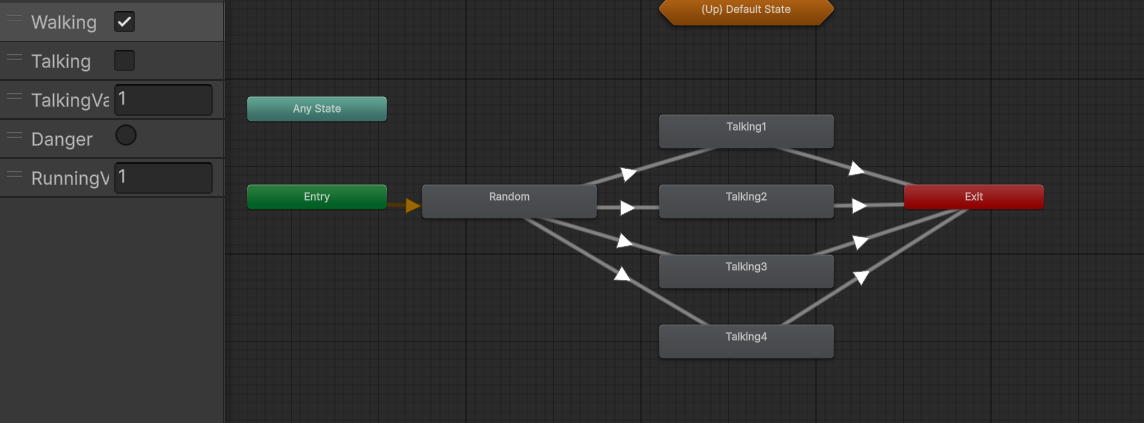 Walking
Talking
TalkingVa 1
Danger
RunningV 1
(Up) Default State
Any State
Entry
Random
Talking1
Talking2
Talking3
Talking4
Exit